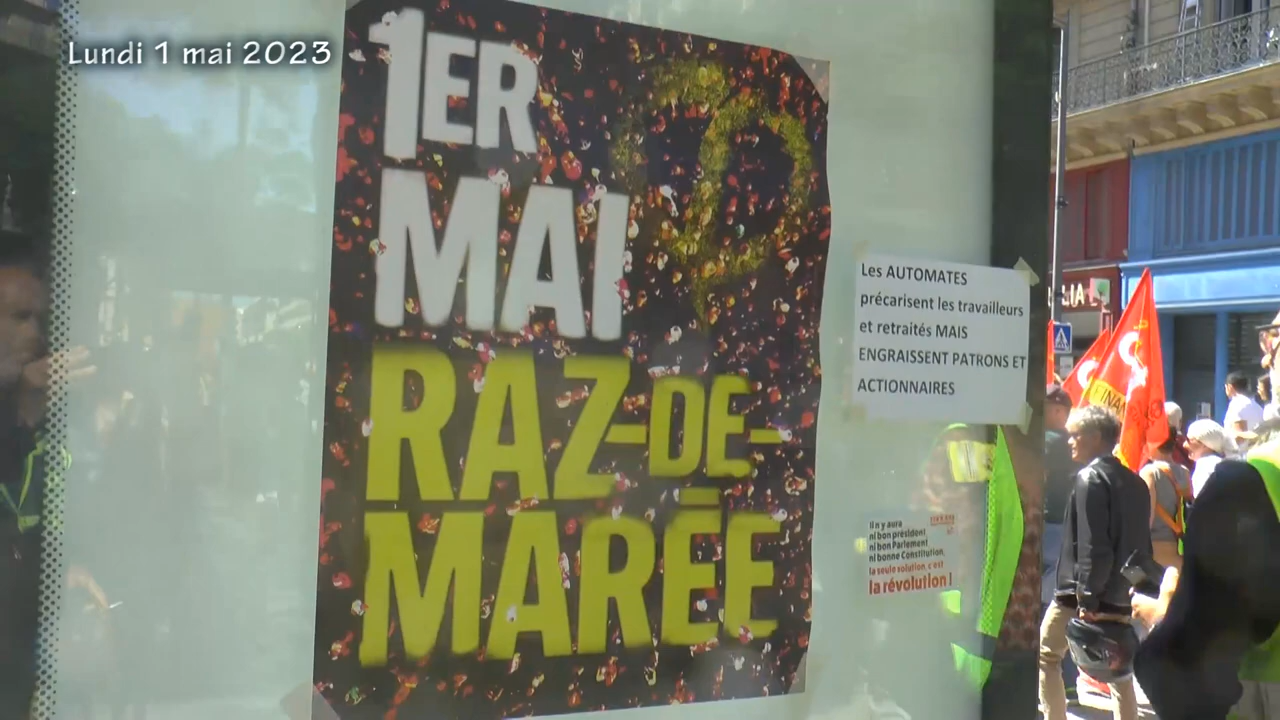 Lundi 1 mai 2023
1ER
MAI
RAZ-DE-
MARÉE
Les AUTOMATES
précarisent les travailleurs
et retraités MAIS
ENGRAISSENT PATRONS ET
ACTIONNAIRES
il n y aura
ni bon président
ni bon Parlement
ni bonne Constitution,
la seule solution, c'est
la révolution !
LIA
FINAN